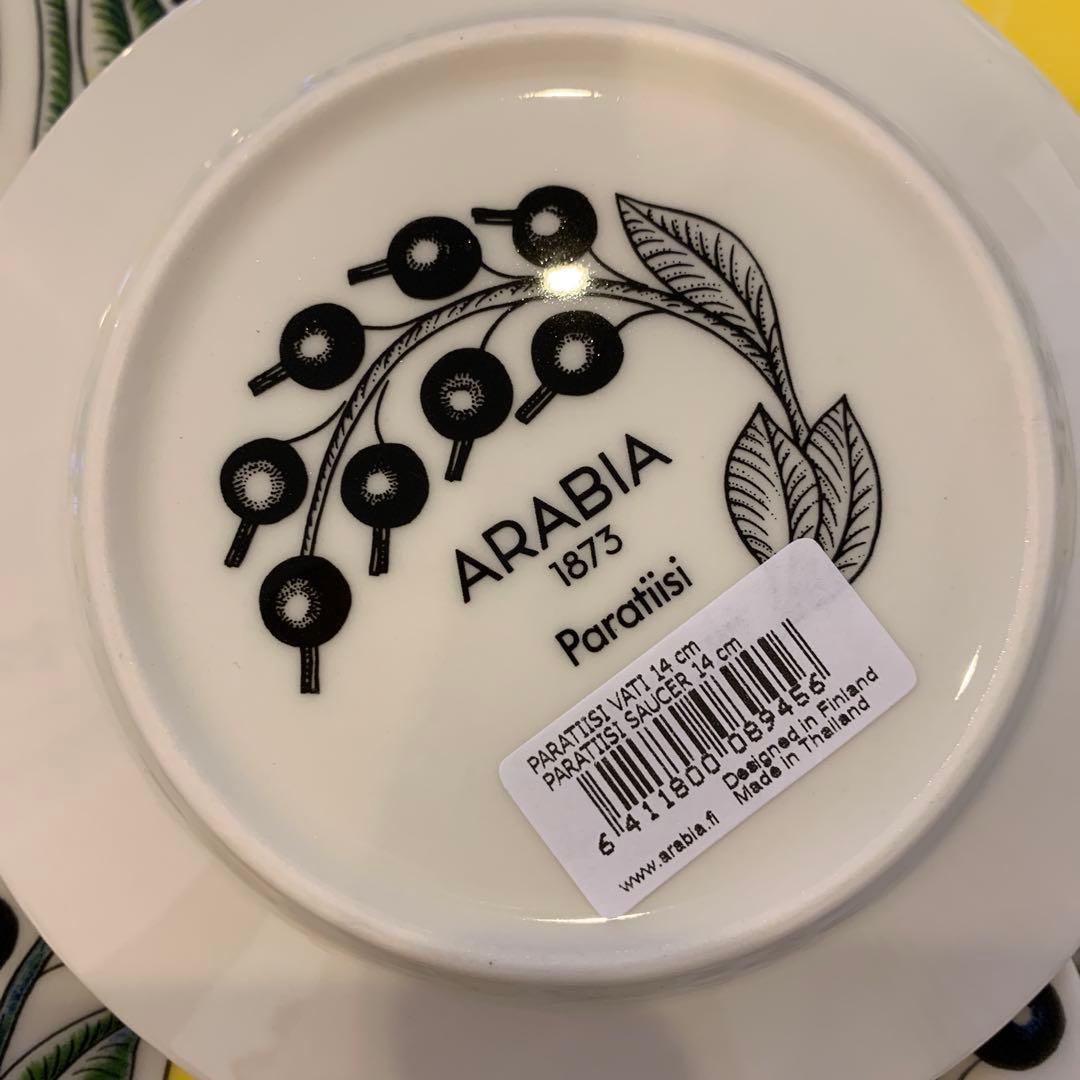 ARABIA
1873
Paratiisi
PARATIISI VATI 14 cm
PARATIISI SAUCER 14 cm
6 411800 089456
Designed in Finland
www.arabia.fi Made in Thailand